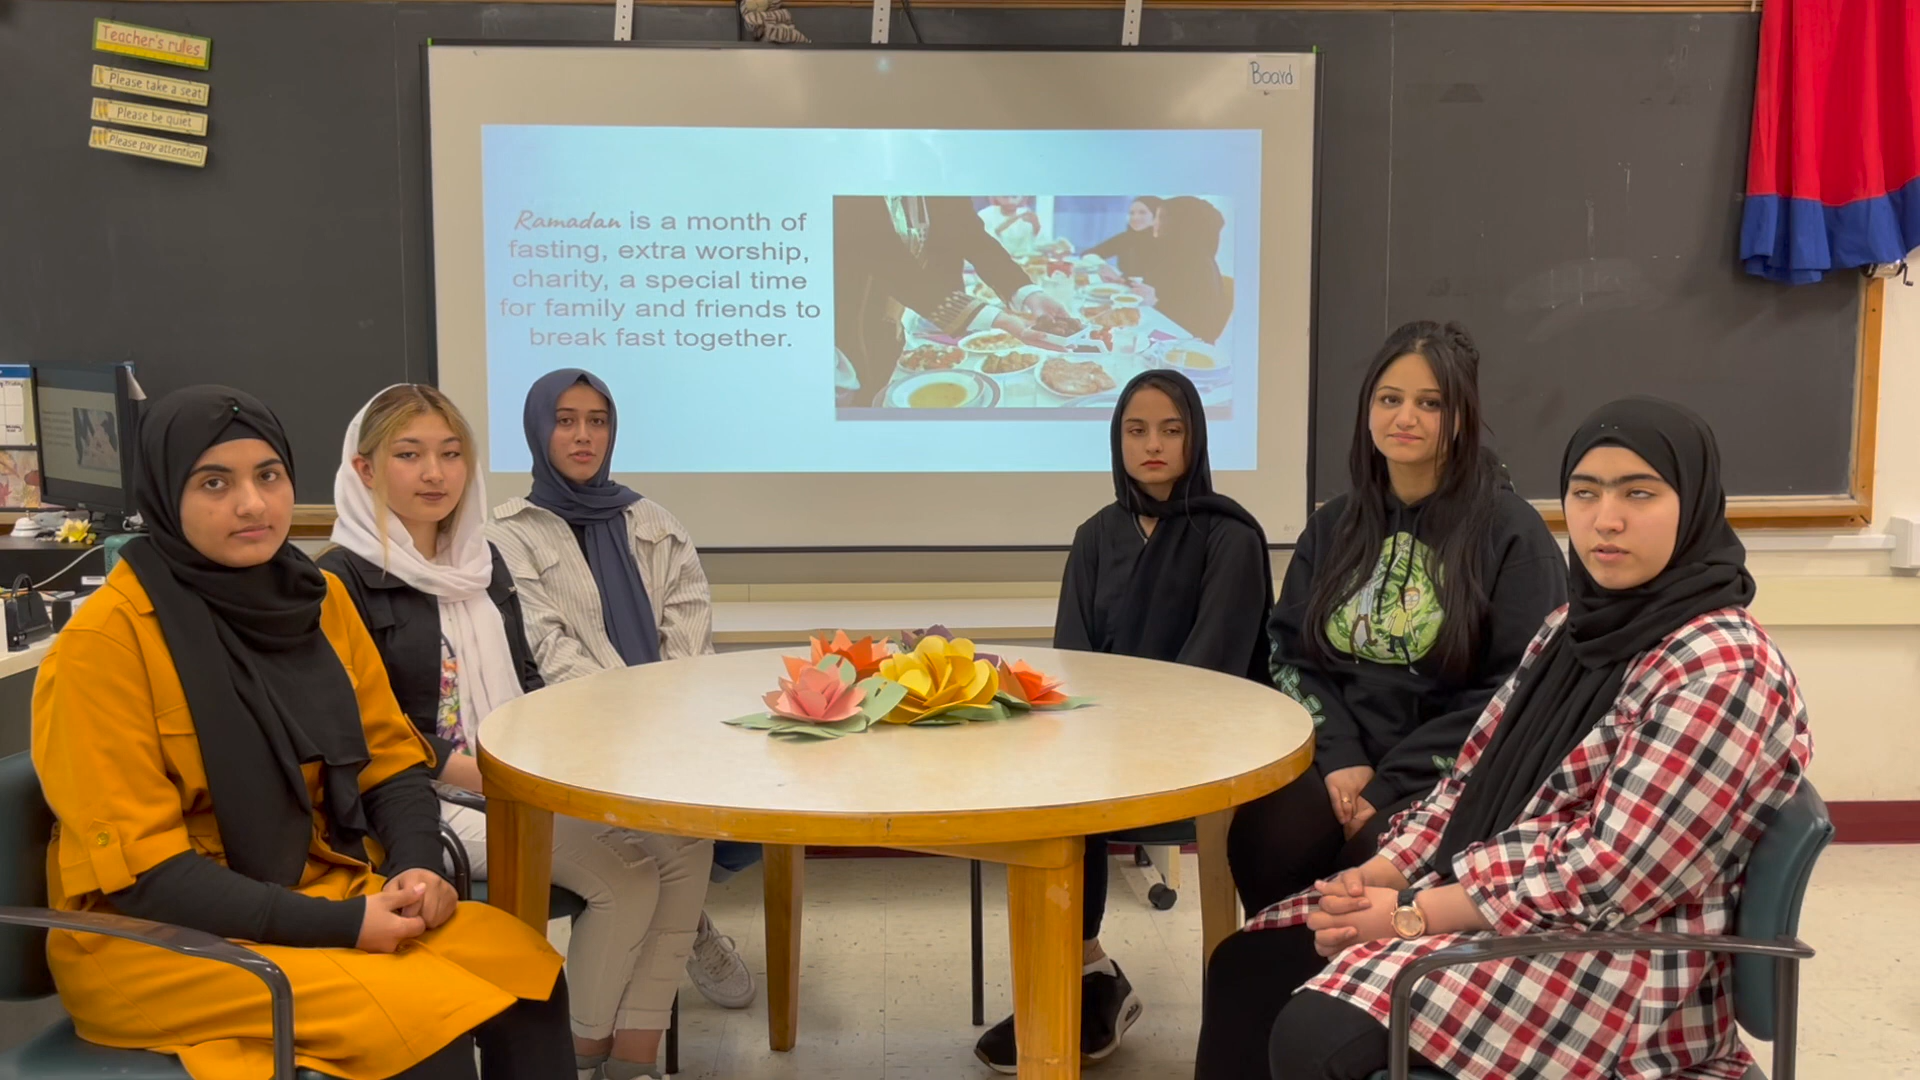 Teacher's rules
Please take a seat
Please be quiet
Please pay attention
Board
Ramadan is a month of
fasting, extra worship,
charity, a special time
for family and friends to
break fast together.